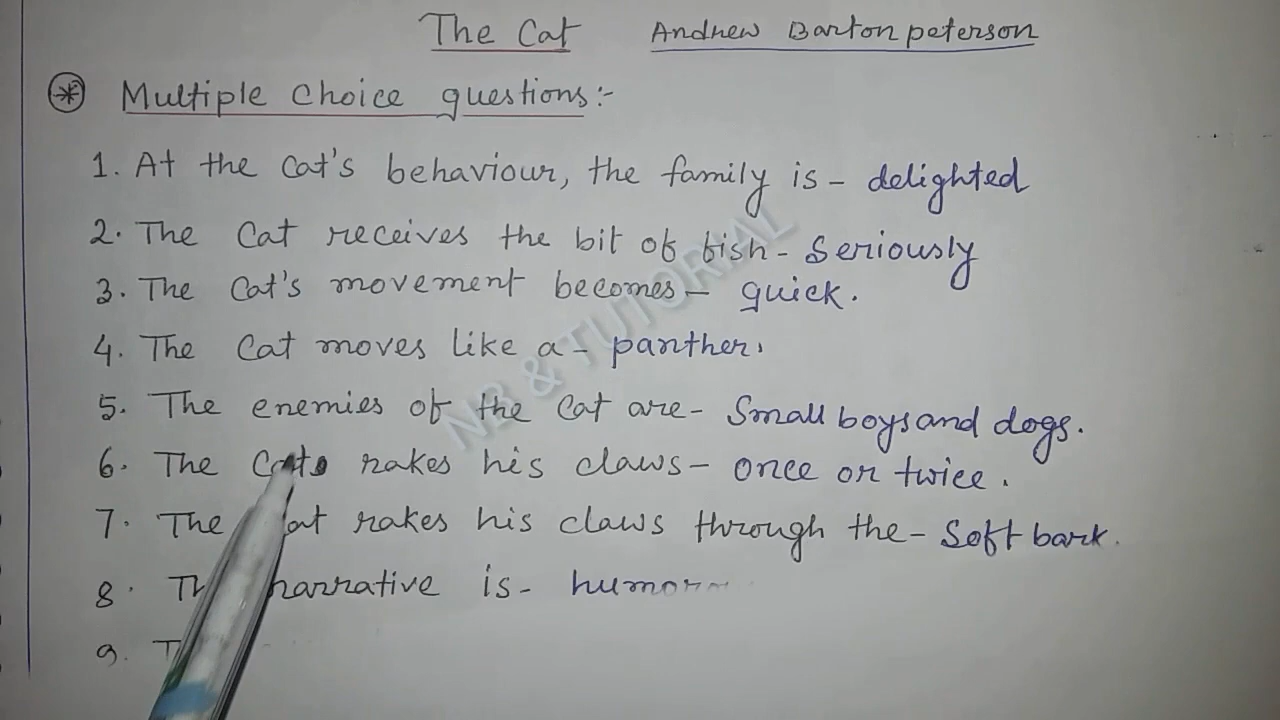 The Cat Andrew Barton peterson
Multiple Choice questions:-
1. At the cat's behaviour, the family is - delighted
2. The Cat receives the bit of fish - Seriously
3. The Cat's movement becomes - quick.
4. The Cat moves like a - panther.
5. The enemies of the Cat are - Small boys and dogs.
6. The Cats rakes his claws - once or twice.
7. The cat rakes his claws through the - Soft bark.
8. narrative is -
9.
NB & TUTORIAL